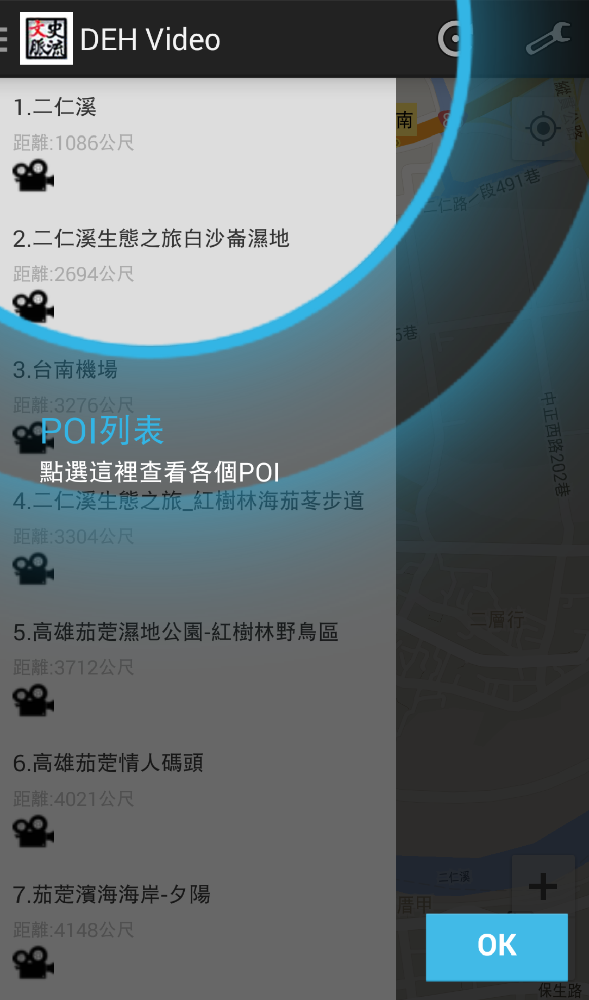 文史
脈流
DEH Video
1.二仁溪
距離:1086公尺
2.二仁溪生態之旅白沙崙濕地
距離:2694公尺
3.台南機場
距離:3276公尺
POI列表
點選這裡查看各個POI
4.二仁溪生態之旅_紅樹林海茄苳步道
距離:3304公尺
5.高雄茄萣濕地公園-紅樹林野鳥區
距離:3712公尺
6.高雄茄萣情人碼頭
距離:4021公尺
7.茄萣濱海海岸-夕陽
距離:4148公尺
南
縱貫公路
二仁路一段491巷
5巷
中正西路202巷
二層行
二仁溪
厝甲
OK
保生路